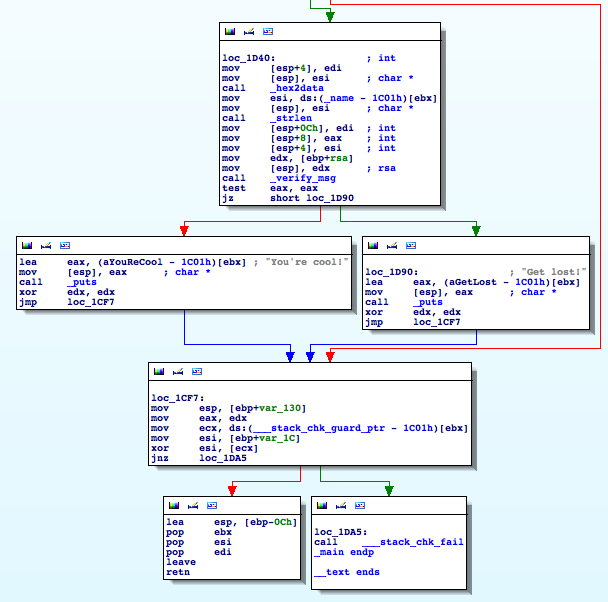 loc_1D40:                ; int
mov     [esp+4], edi
mov     [esp], esi       ; char *
call    _hex2data
mov     esi, ds:(_name - 1C01h)[ebx]
mov     [esp], esi       ; char *
call    _strlen
mov     [esp+0Ch], edi   ; int
mov     [esp+8], eax     ; int
mov     [esp+4], esi     ; int
mov     edx, [ebp+rsa]
mov     [esp], edx       ; rsa
call    _verify_msg
test    eax, eax
jz      short loc_1D90
lea     eax, (aYouReCool - 1C01h)[ebx] ; "You're cool!"
mov     [esp], eax       ; char *
call    _puts
xor     edx, edx
jmp     loc_1CF7
loc_1D90:                ; "Get lost!"
lea     eax, (aGetLost - 1C01h)[ebx]
mov     [esp], eax       ; char *
call    _puts
xor     edx, edx
jmp     loc_1CF7
loc_1CF7:
mov     esp, [ebp+var_130]
mov     eax, edx
mov     ecx, ds:(___stack_chk_guard_ptr - 1C01h)[ebx]
mov     esi, [ebp+var_1C]
xor     esi, [ecx]
jnz     loc_1DA5
lea     esp, [ebp-0Ch]
pop     ebx
pop     esi
pop     edi
leave
retn
loc_1DA5:
call    ___stack_chk_fail
_main endp
__text ends